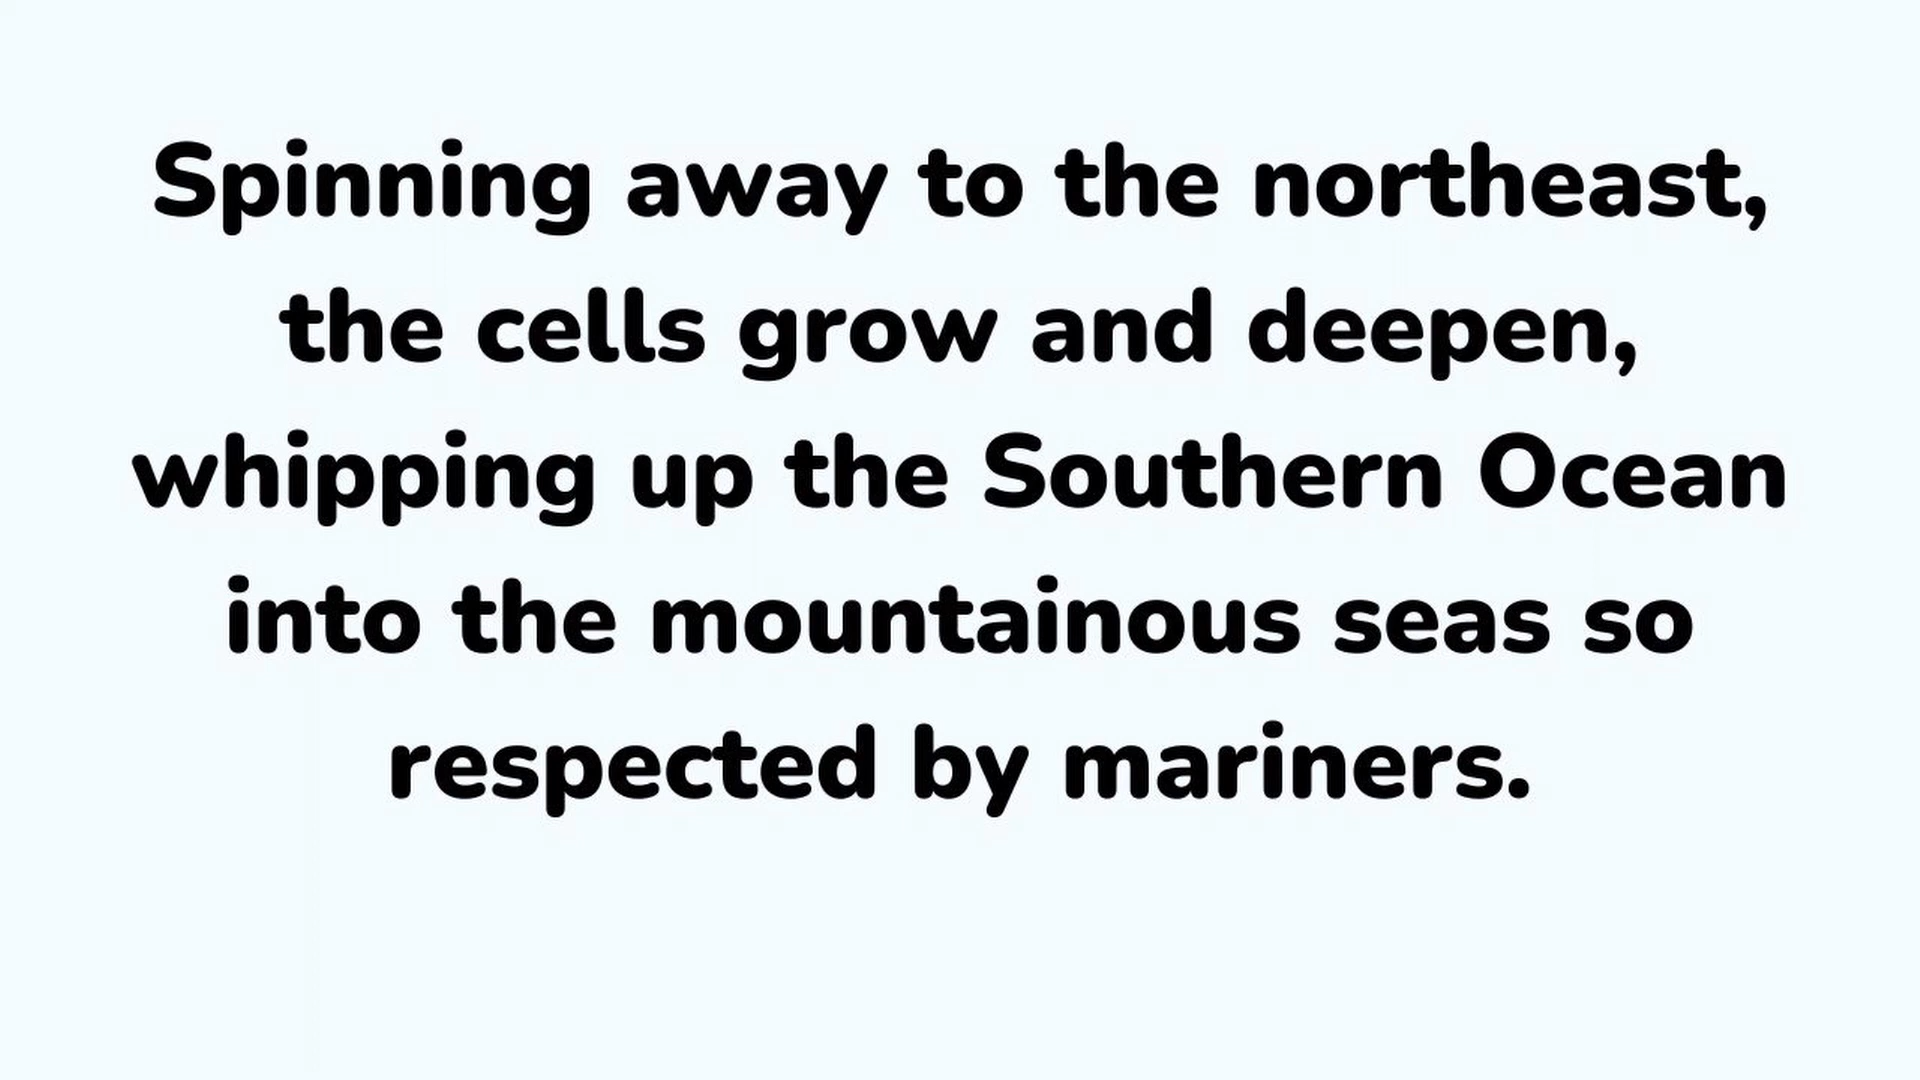 Spinning away to the northeast,
the cells grow and deepen,
whipping up the Southern Ocean
into the mountainous seas so
respected by mariners.